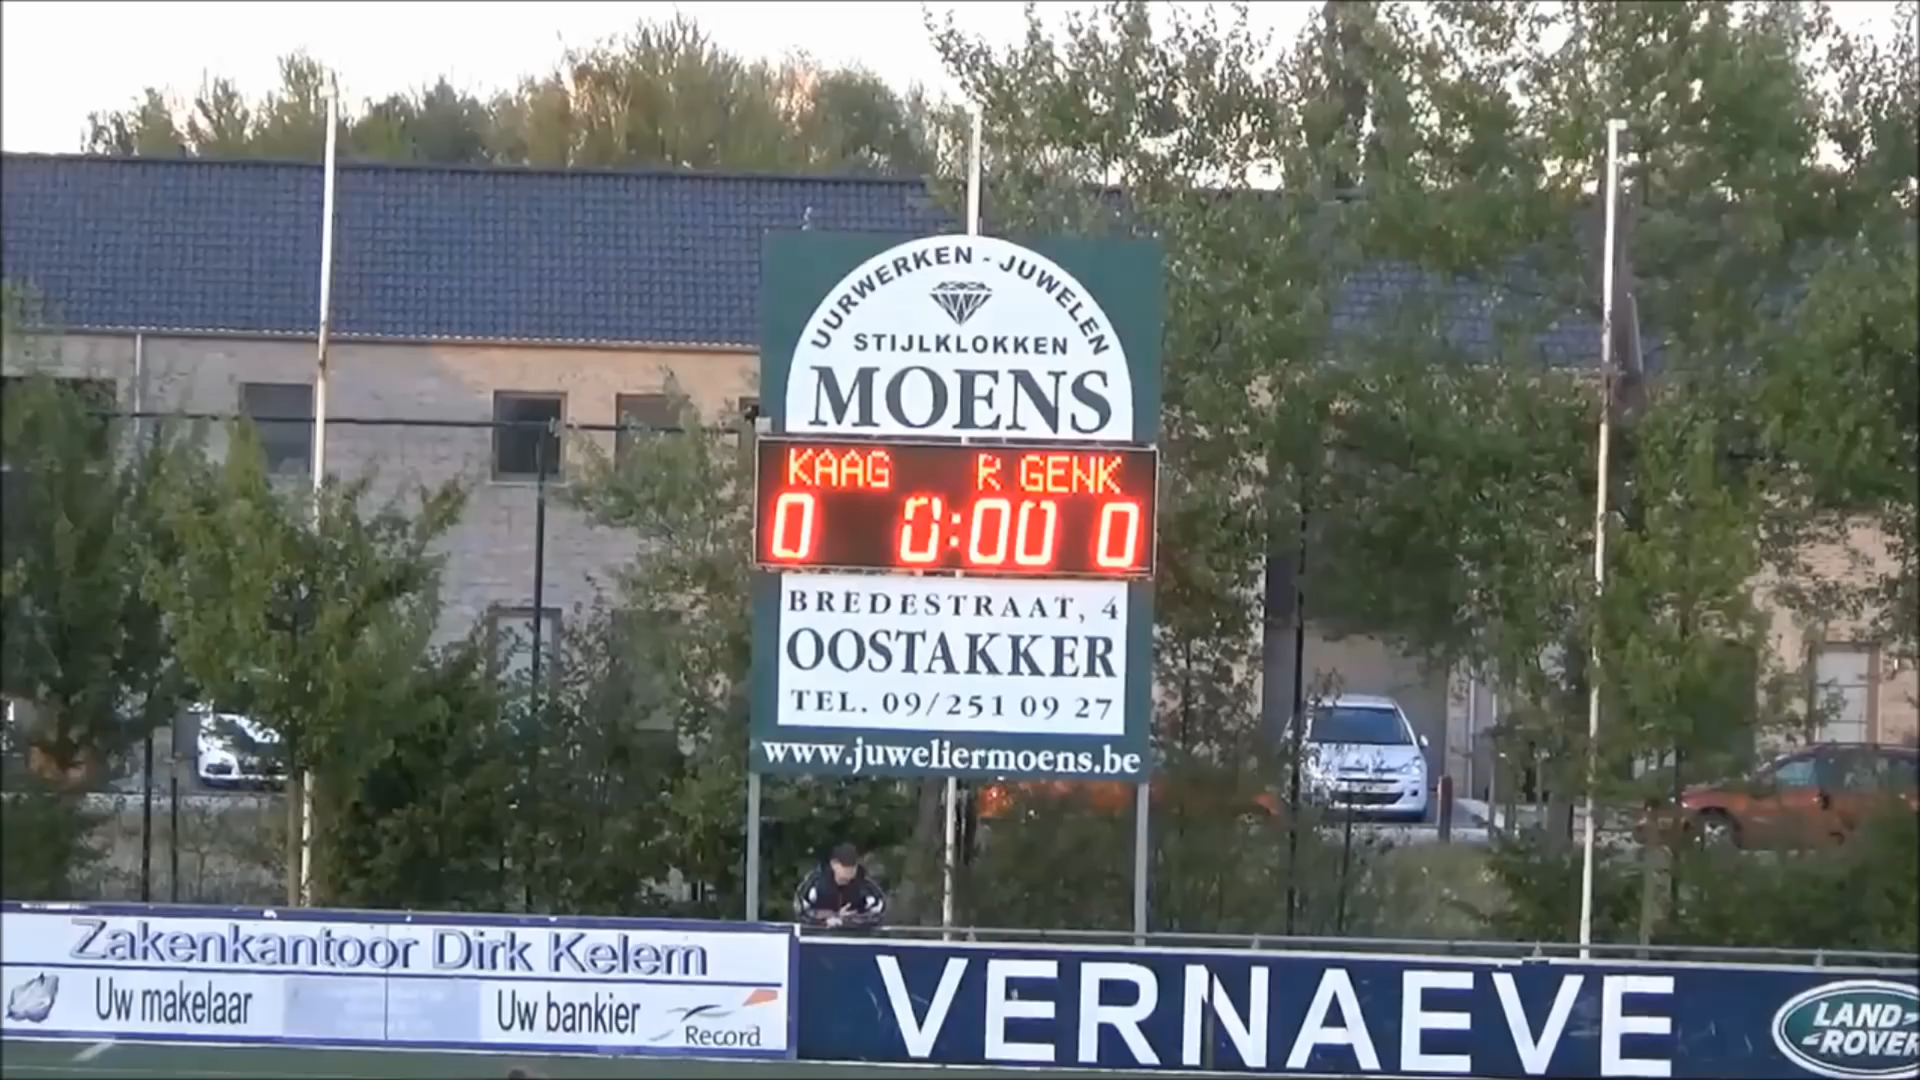 UURWERKEN - JUWELEN
STIJLKLOKKEN
MOENS
KAAG R GENK
0 0:00 0
BREDESTRAAT, 4
OOSTAKKER
TEL. 09/251 09 27
www.juweliermoens.be
Zakenkantoor Dirk Kelem
Uw makelaar Uw bankier
Record
VERNAEVE
LAND-
ROVER